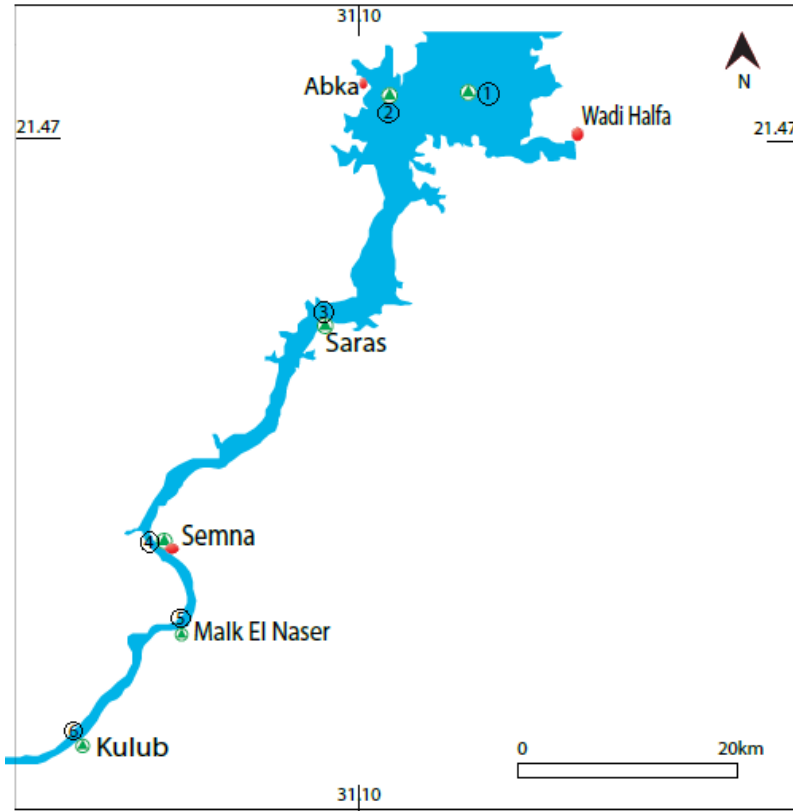 31.10
Abka
1
2
N
Wadi Halfa
21.47
21.47
3
Saras
4
Semna
5
Malk El Naser
6
Kulub
0
20km
31.10